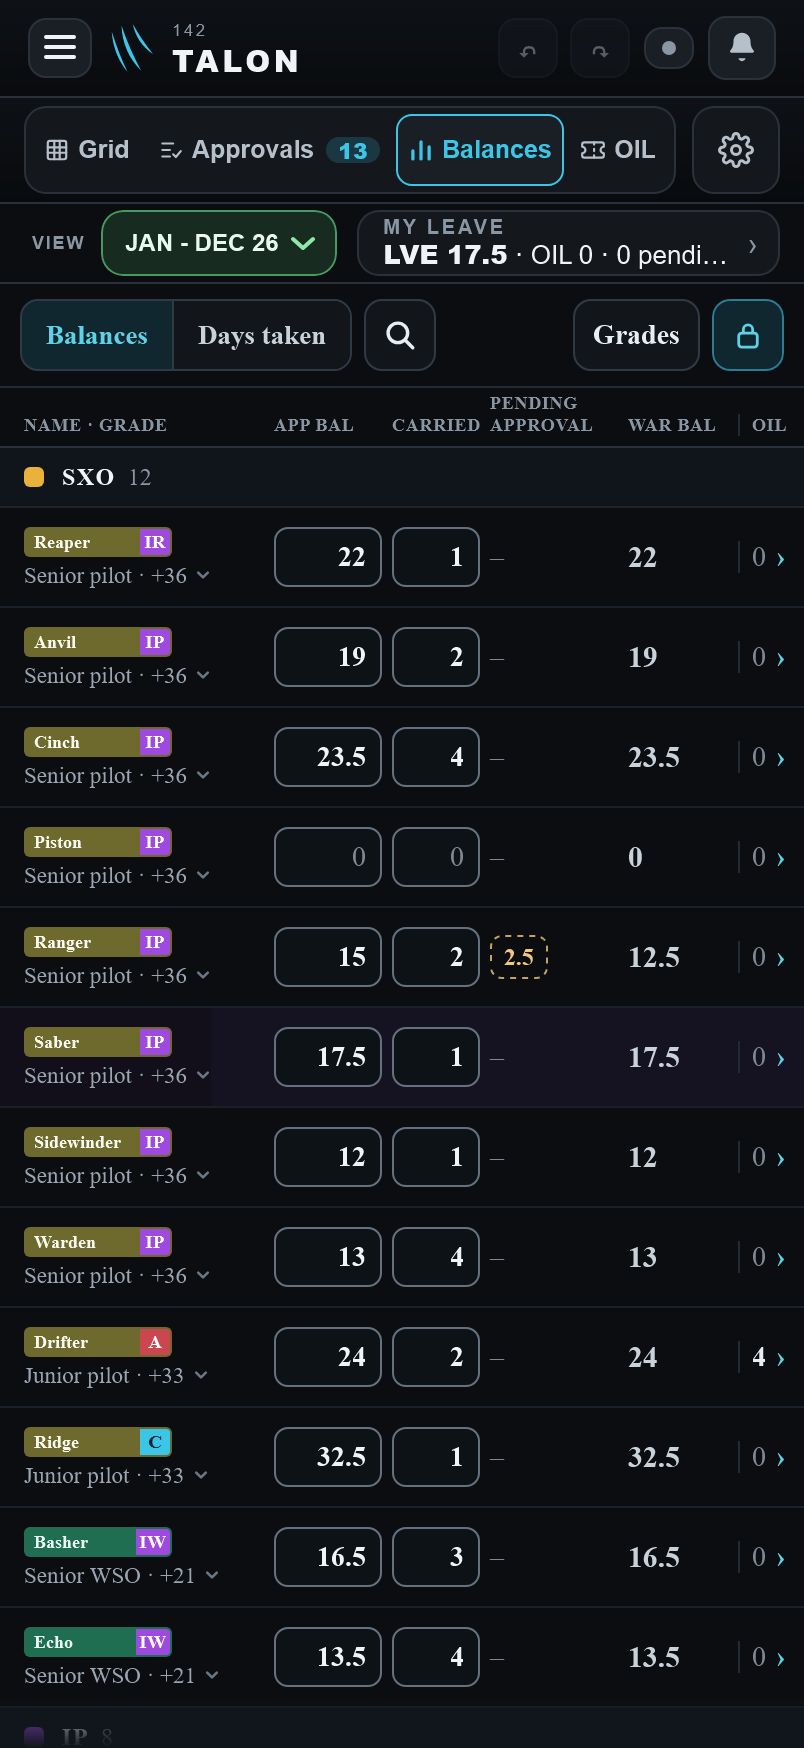 142
TALON
Grid
Approvals 13
Balances
OIL
VIEW
JAN - DEC 26
MY LEAVE
LVE 17.5 · OIL 0 · 0 pendi…
Balances
Days taken
Grades
NAME · GRADE APP BAL CARRIED PENDING APPROVAL WAR BAL OIL
SXO 12
Reaper IR
Senior pilot · +36
22 1 – 22 0 ›
Anvil IP
Senior pilot · +36
19 2 – 19 0 ›
Cinch IP
Senior pilot · +36
23.5 4 – 23.5 0 ›
Piston IP
Senior pilot · +36
0 0 – 0 0 ›
Ranger IP
Senior pilot · +36
15 2 2.5 12.5 0 ›
Saber IP
Senior pilot · +36
17.5 1 – 17.5 0 ›
Sidewinder IP
Senior pilot · +36
12 1 – 12 0 ›
Warden IP
Senior pilot · +36
13 4 – 13 0 ›
Drifter A
Junior pilot · +33
24 2 – 24 4 ›
Ridge C
Junior pilot · +33
32.5 1 – 32.5 0 ›
Basher IW
Senior WSO · +21
16.5 3 – 16.5 0 ›
Echo IW
Senior WSO · +21
13.5 4 – 13.5 0 ›
IP 8